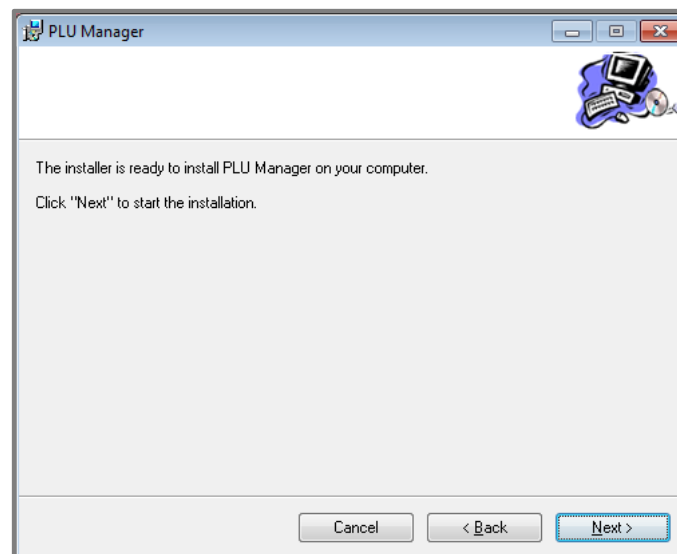 PLU Manager
The installer is ready to install PLU Manager on your computer.
Click "Next" to start the installation.
Cancel
< Back
Next >